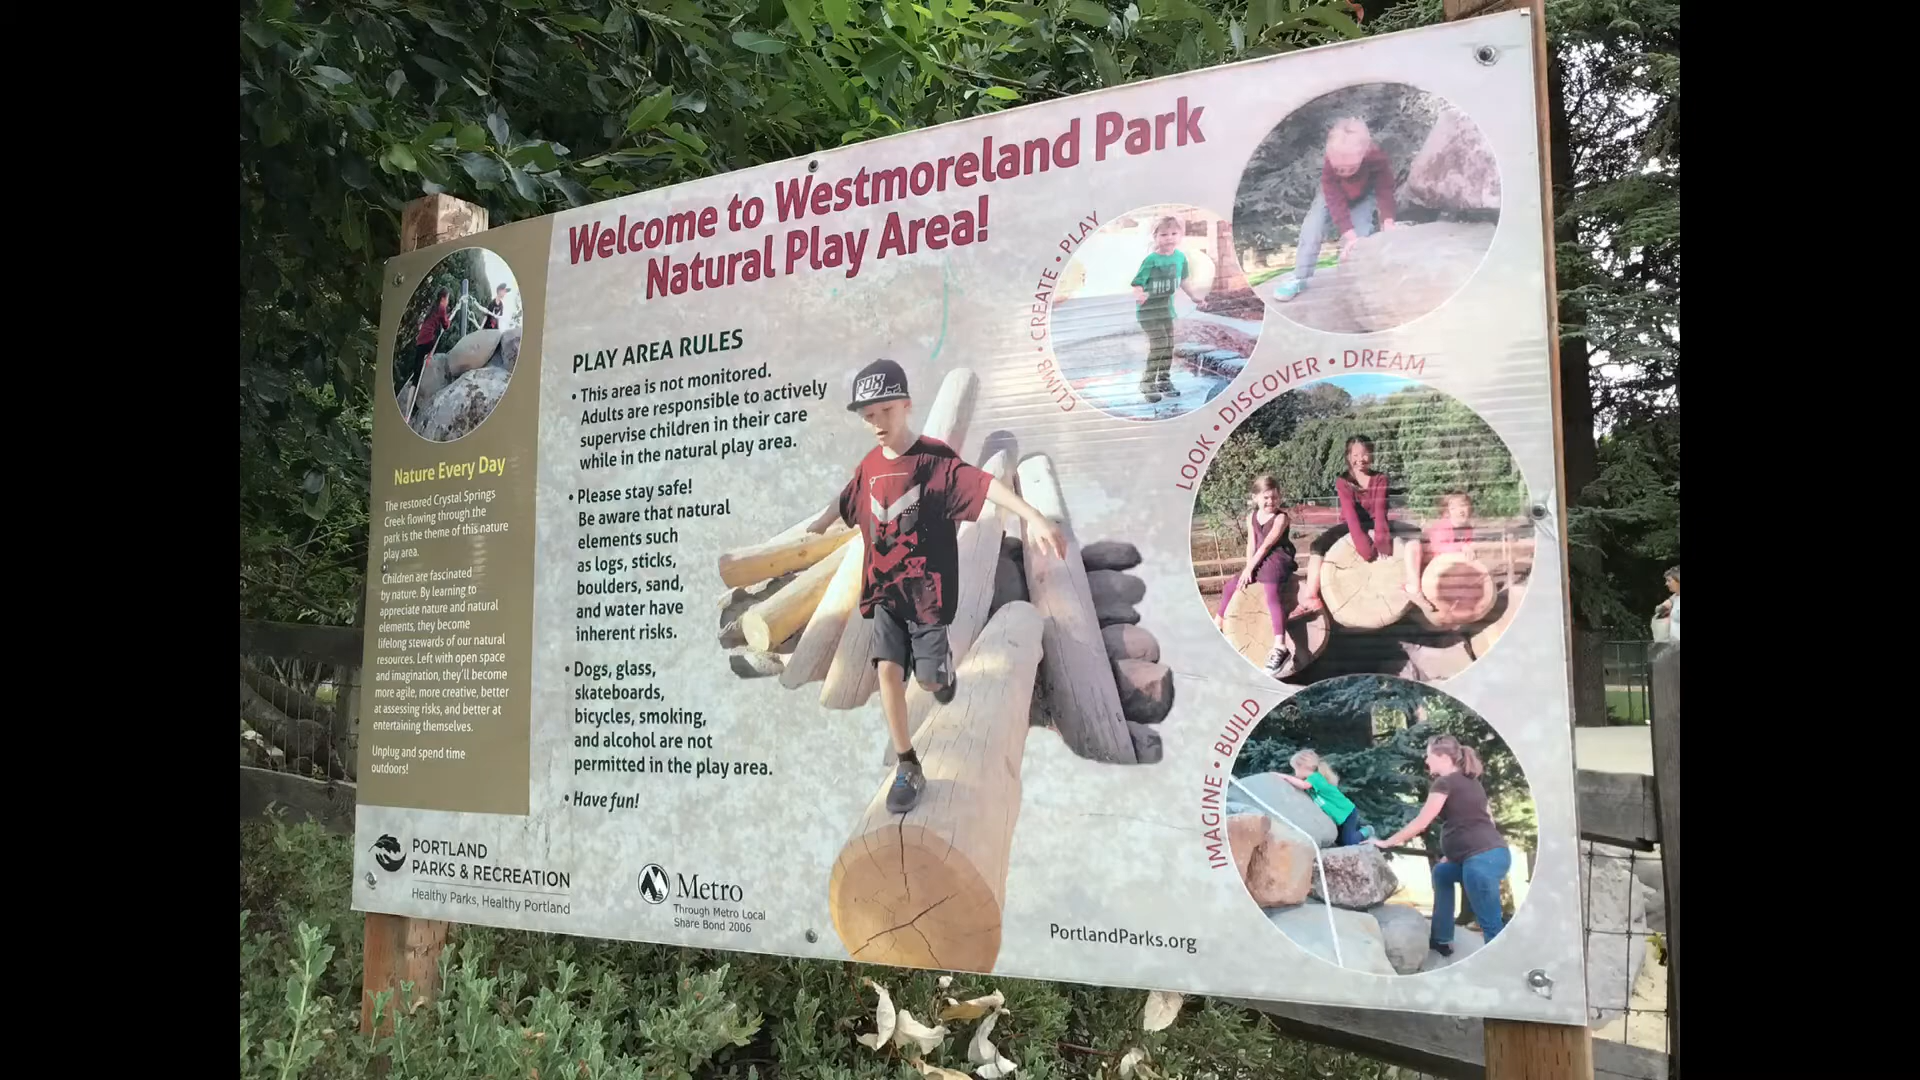 Welcome to Westmoreland Park
Natural Play Area!
Nature Every Day
The restored Crystal Springs
Creek flowing through the
park is the theme of this nature
play area.
Children are fascinated
by nature. By learning to
appreciate nature and natural
elements, they become
lifelong stewards of our natural
resources. Left with open space
and imagination, they'll become
more agile, more creative, better
at assessing risks, and better at
entertaining themselves.
Unplug and spend time
outdoors!
PLAY AREA RULES
• This area is not monitored.
Adults are responsible to actively
supervise children in their care
while in the natural play area.
• Please stay safe!
Be aware that natural
elements such
as logs, sticks,
boulders, sand,
and water have
inherent risks.
• Dogs, glass,
skateboards,
bicycles, smoking,
and alcohol are not
permitted in the play area.
• Have fun!
FOX
CLIMB • CREATE • PLAY
LOOK • DISCOVER • DREAM
IMAGINE • BUILD
PORTLAND
PARKS & RECREATION
Healthy Parks, Healthy Portland
Metro
Through Metro Local
Share Bond 2006
PortlandParks.org